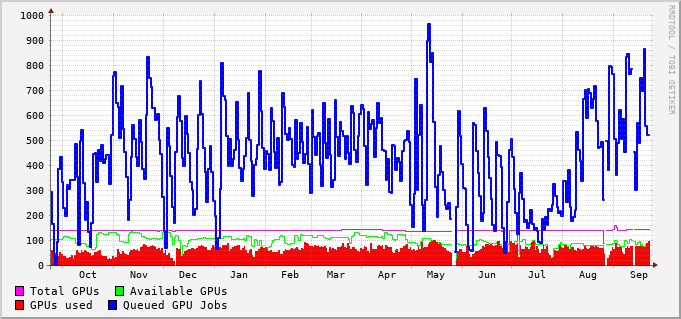 1000
900
800
700
600
500
400
300
200
100
0
Oct Nov Dec Jan Feb Mar Apr May Jun Jul Aug Sep
Total GPUs Available GPUs
GPUs used Queued GPU Jobs
RRDTOOL / TOBI OETIKER